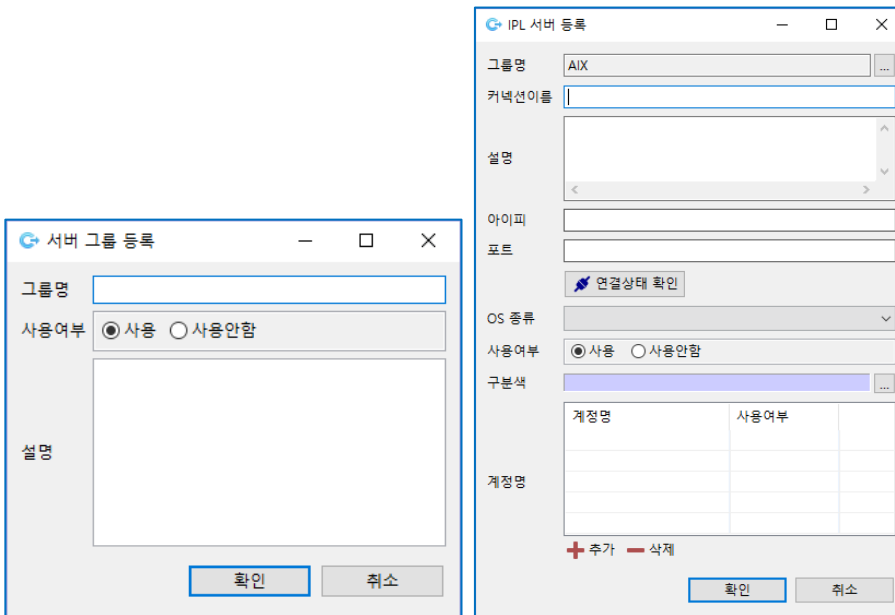 서버 그룹 등록
그룹명
사용여부 사용 사용안함
설명
확인 취소
IPL 서버 등록
그룹명 AIX ...
커넥션이름
설명
아이피
포트
연결상태 확인
OS 종류
사용여부 사용 사용안함
구분색 ...
계정명 사용여부
계정명
추가 삭제
확인 취소